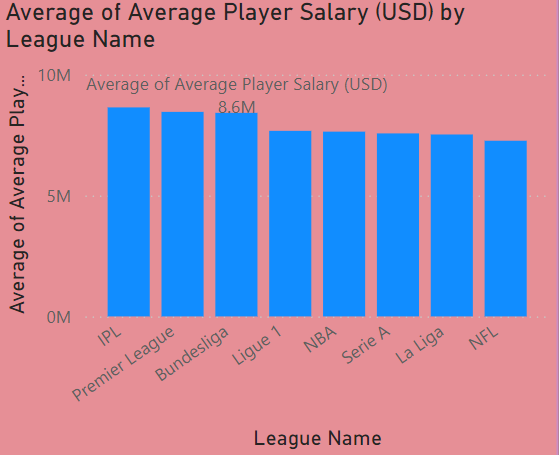 Average of Average Player Salary (USD) by
League Name
Average of Average Play...
10M
Average of Average Player Salary (USD)
8.6M
5M
0M
IPL
Premier League
Bundesliga
Ligue 1
NBA
Serie A
La Liga
NFL
League Name